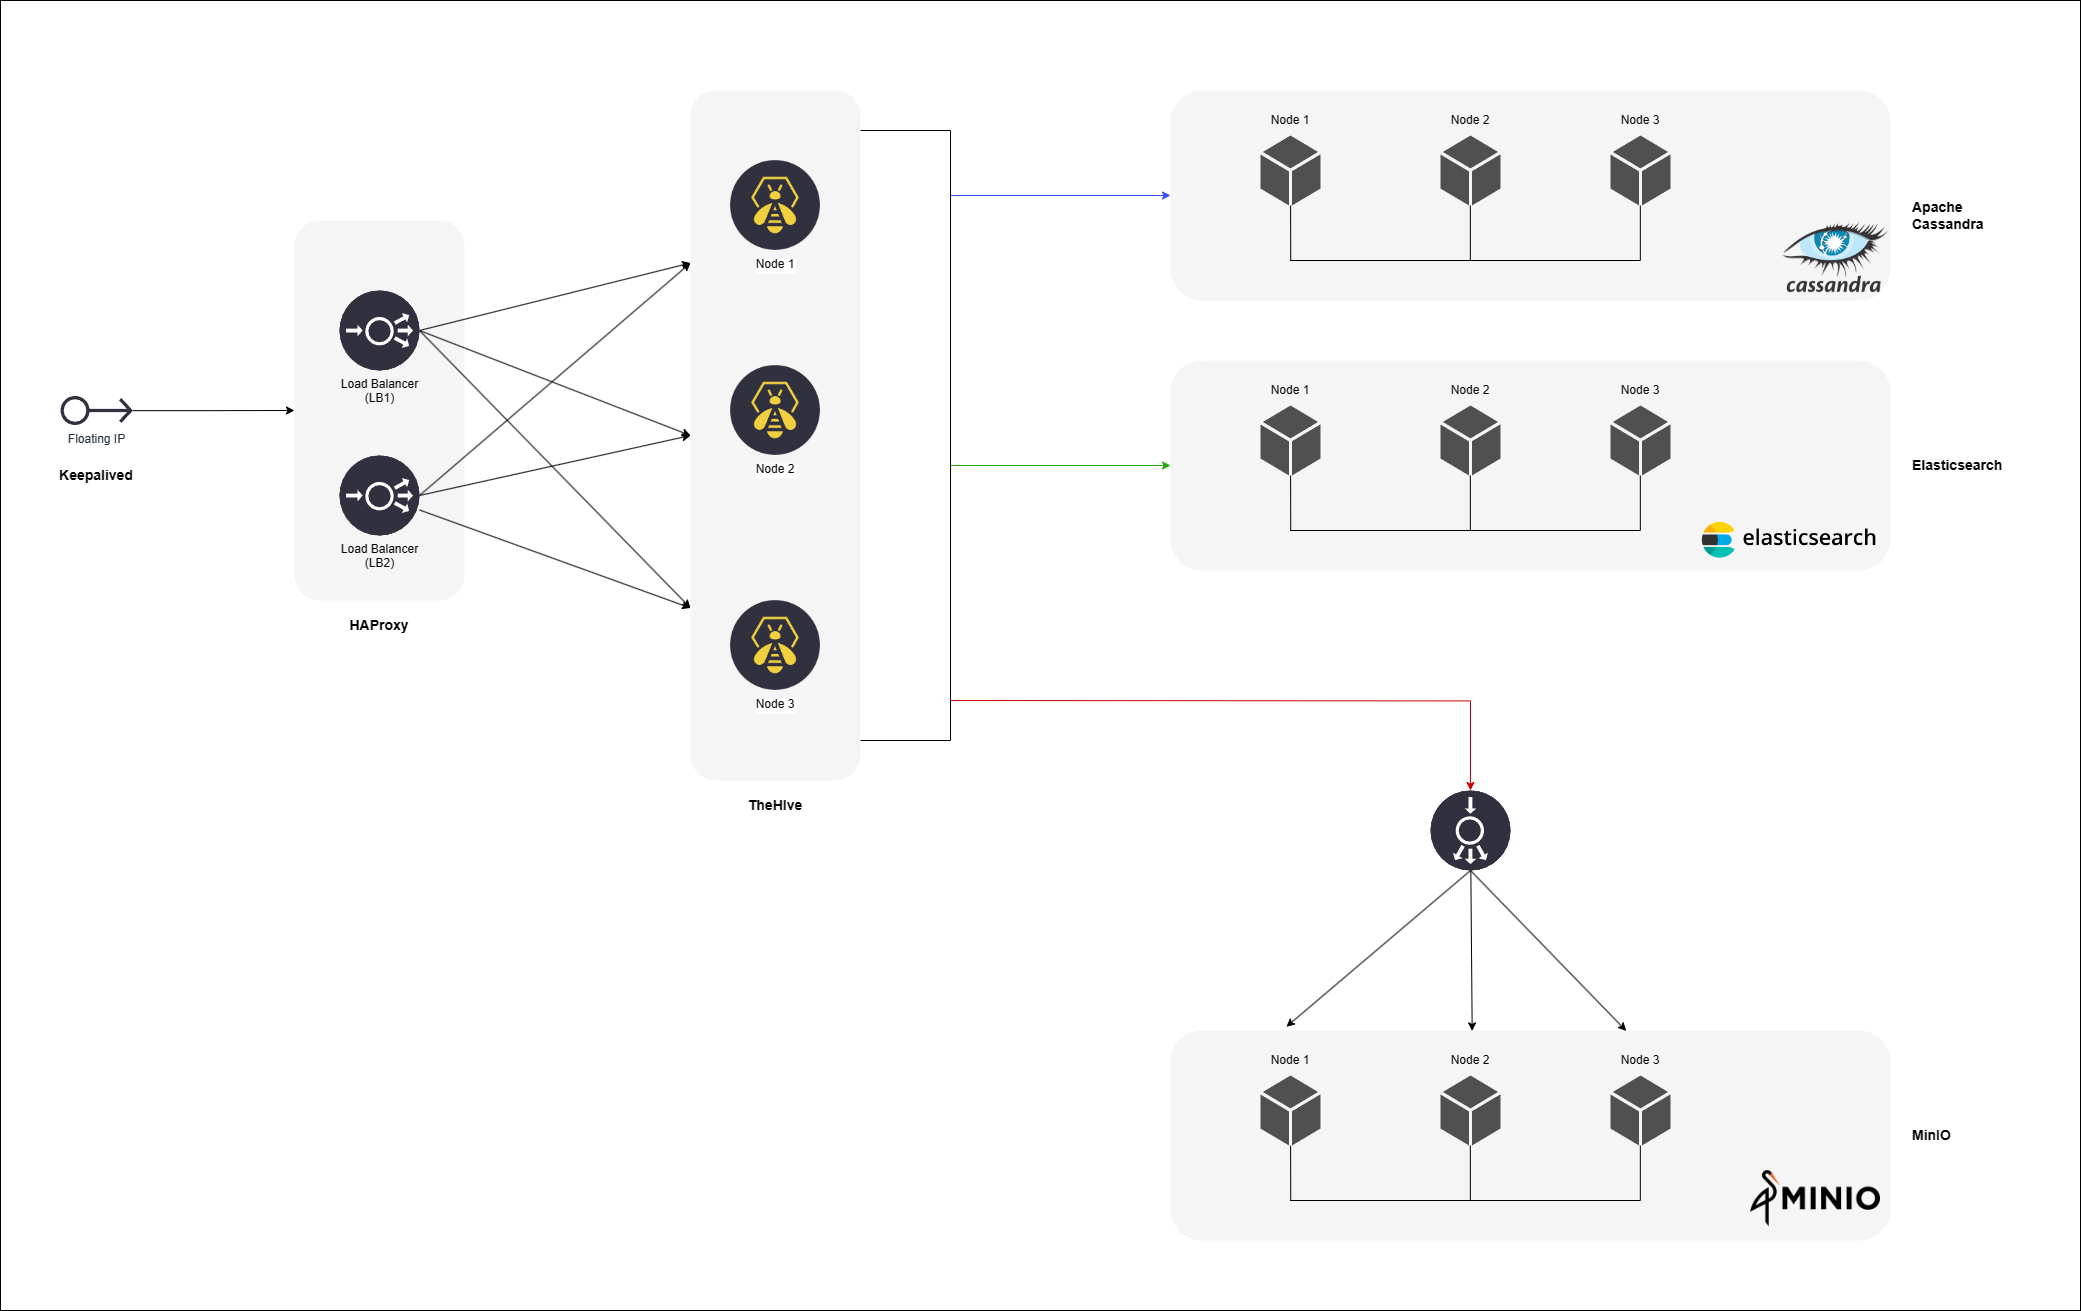 Floating IP
Keepalived
Load Balancer
(LB1)
Load Balancer
(LB2)
HAProxy
Node 1
Node 2
Node 3
TheHIve
Node 1
Node 2
Node 3
cassandra
Apache
Cassandra
Node 1
Node 2
Node 3
elasticsearch
Elasticsearch
Node 1
Node 2
Node 3
MINIO
MinIO